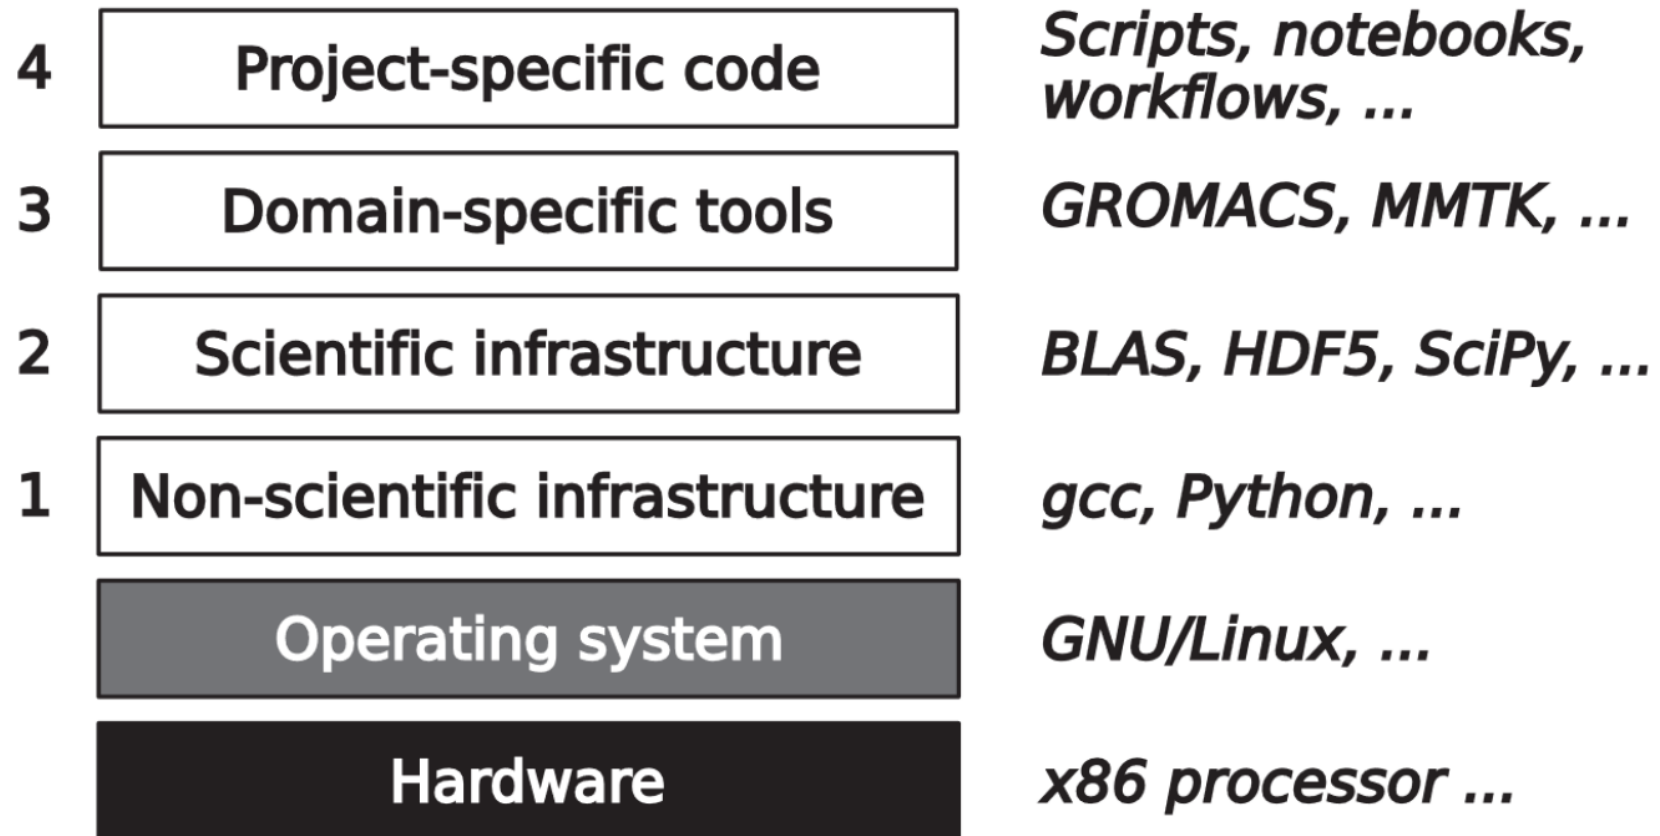 4 Project-specific code Scripts, notebooks,
workflows, ...
3 Domain-specific tools GROMACS, MMTK, ...
2 Scientific infrastructure BLAS, HDF5, SciPy, ...
1 Non-scientific infrastructure gcc, Python, ...
Operating system GNU/Linux, ...
Hardware x86 processor ...